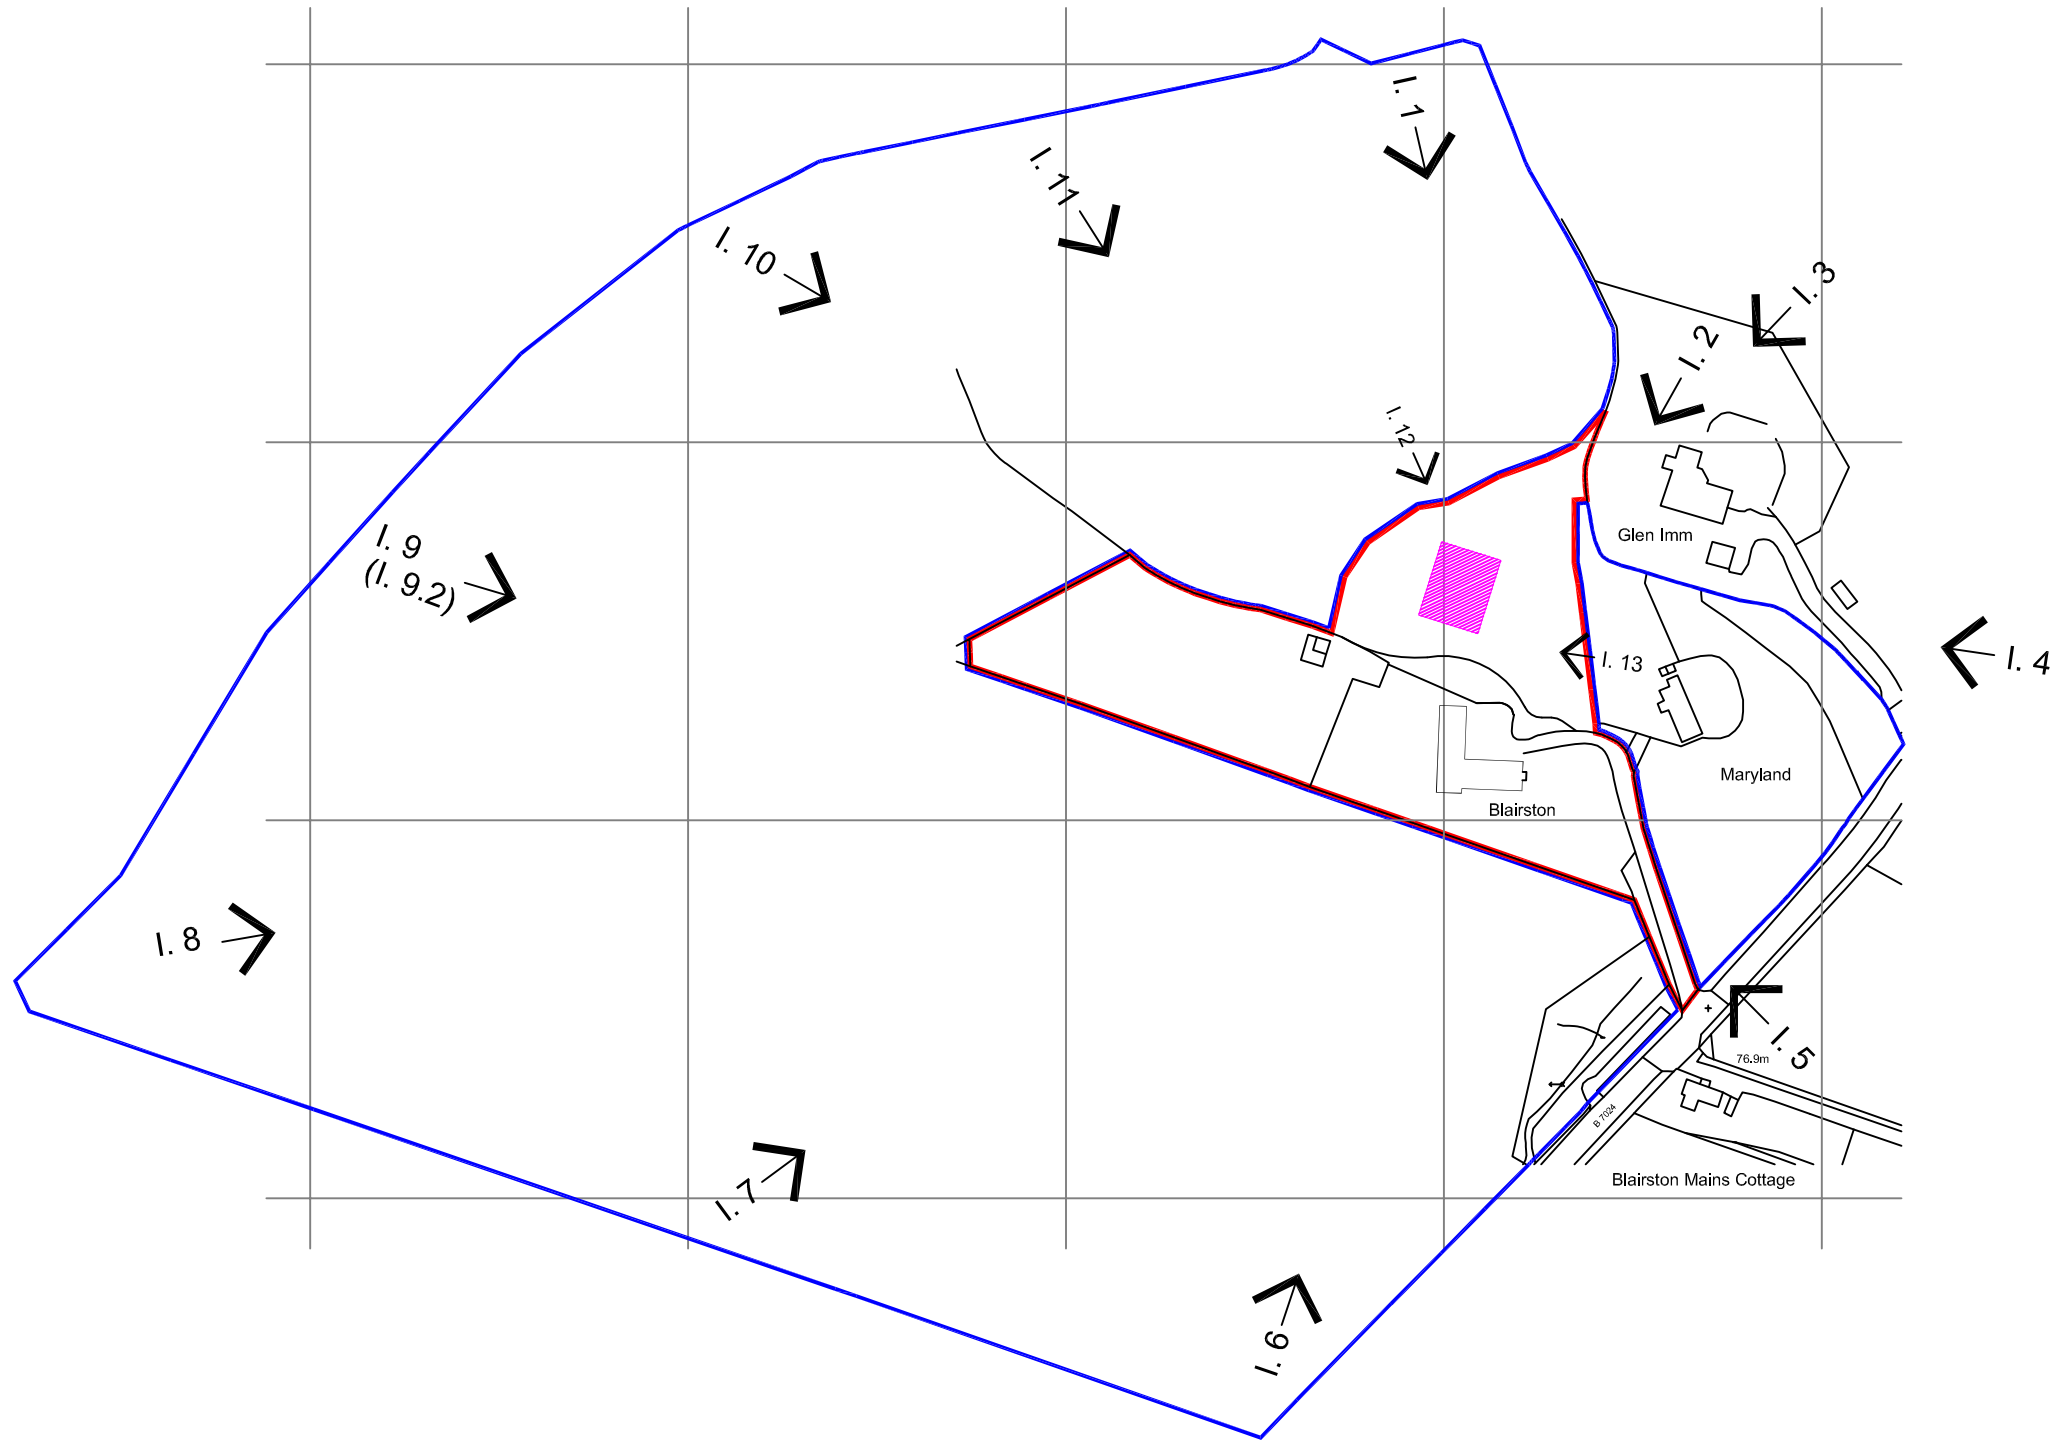 I. 1
I. 11
I. 10
I. 3
I. 2
I. 12
I. 9
(I. 9.2)
Glen Imm
I. 13
I. 4
Maryland
Blairston
I. 8
I. 5
76.9m
B 7024
Blairston Mains Cottage
I. 7
I. 6